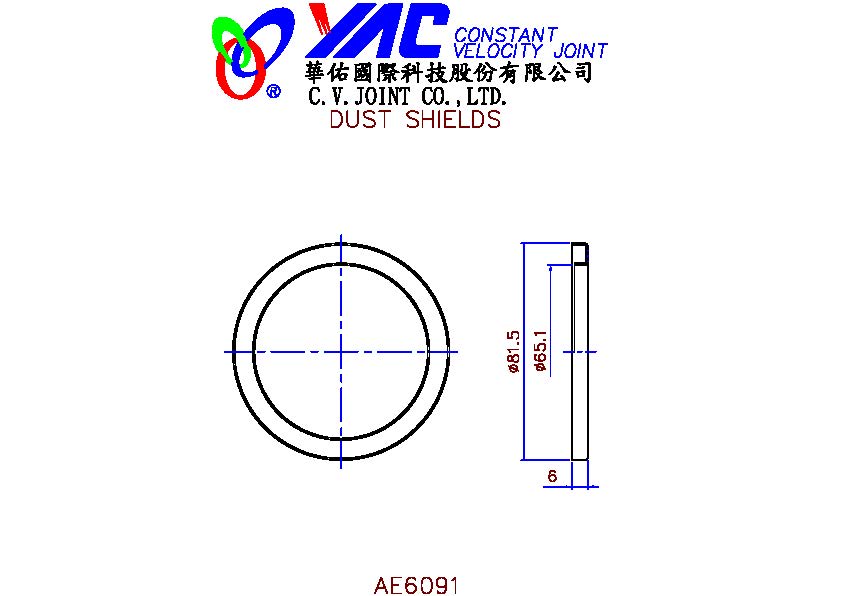 YAC CONSTANT
VELOCITY JOINT
®
華佑國際科技股份有限公司
C.V.JOINT CO.,LTD.
DUST SHIELDS
ø81.5
ø65.1
6
AE6091